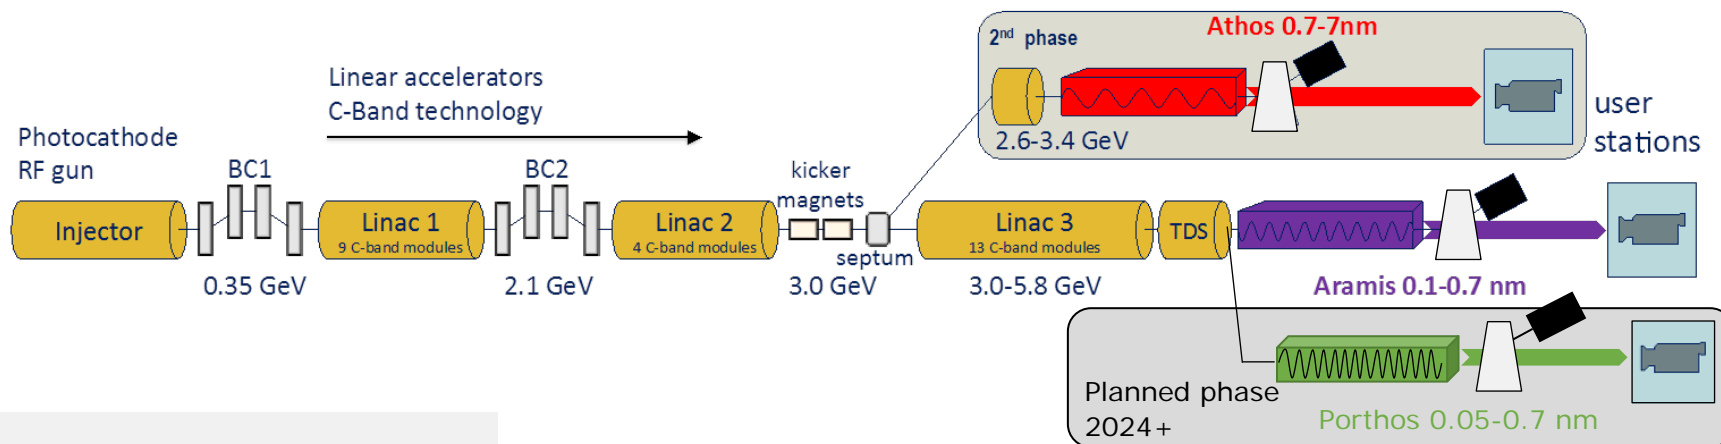 2nd phase
Athos 0.7-7nm
2.6-3.4 GeV
user
stations
Linear accelerators
C-Band technology
Photocathode
RF gun
BC1
BC2
kicker
magnets
septum
Injector
Linac 1
9 C-band modules
Linac 2
4 C-band modules
Linac 3
13 C-band modules
TDS
0.35 GeV
2.1 GeV
3.0 GeV
3.0-5.8 GeV
Aramis 0.1-0.7 nm
Planned phase
2024+
Porthos 0.05-0.7 nm